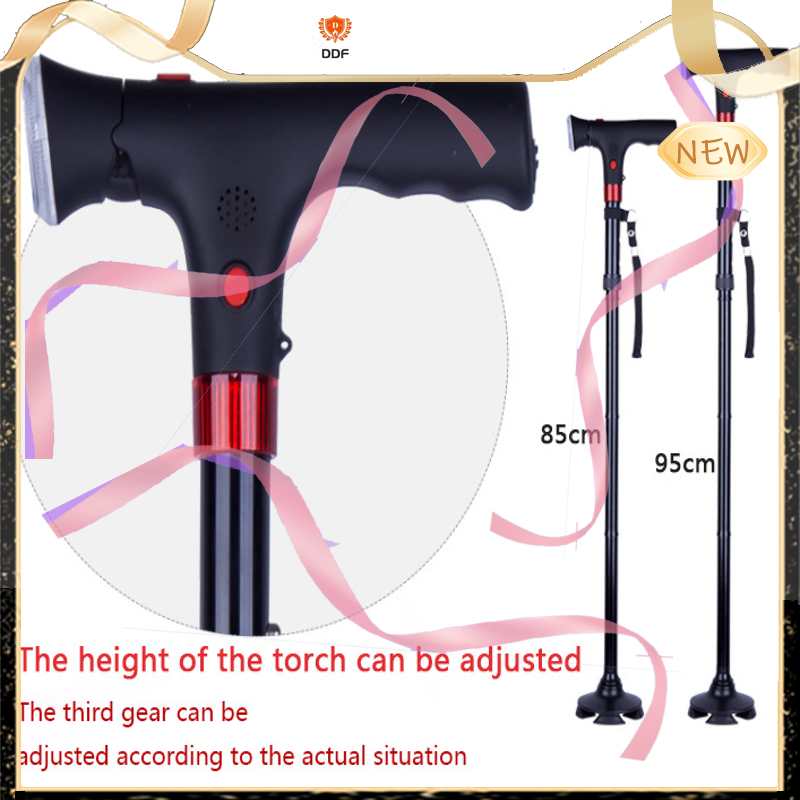 DDF
NEW
85cm
95cm
The height of the torch can be adjusted
The third gear can be
adjusted according to the actual situation